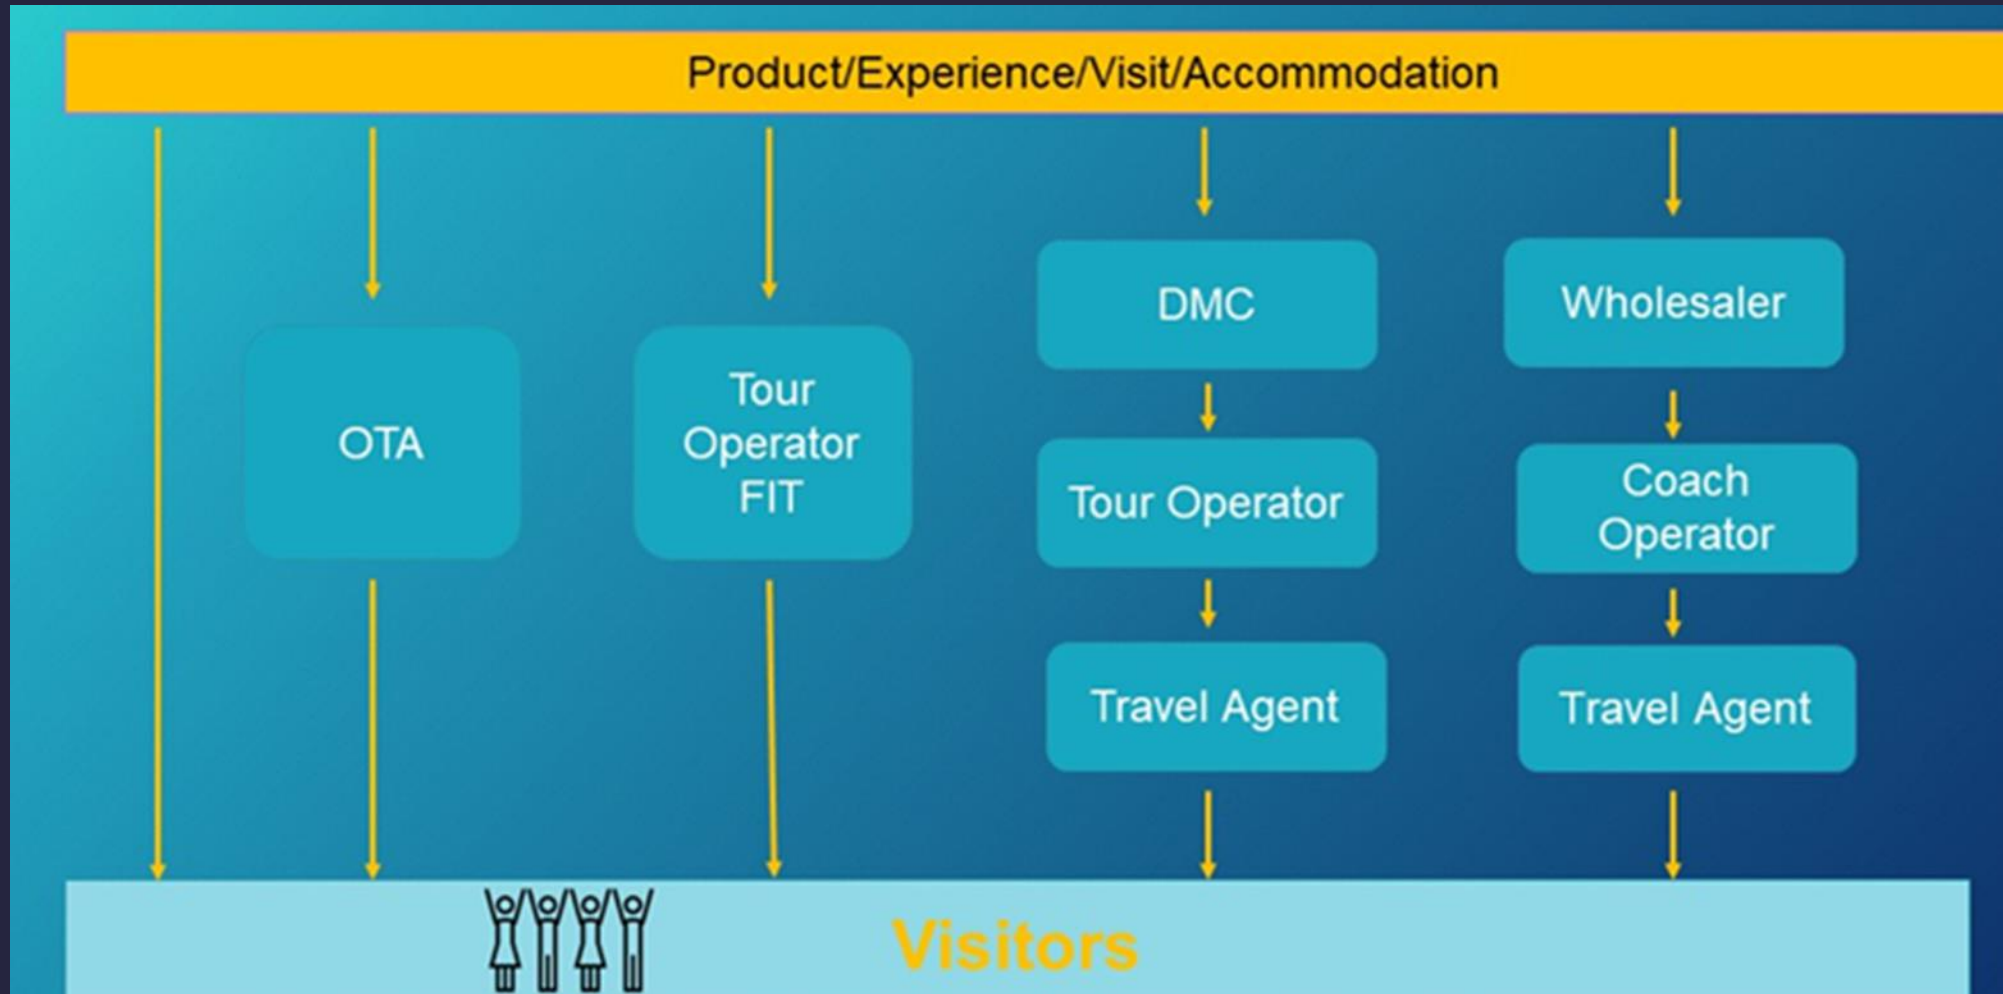 Product/Experience/Visit/Accommodation
OTA
Tour
Operator
FIT
DMC
Tour Operator
Travel Agent
Wholesaler
Coach
Operator
Travel Agent
Visitors